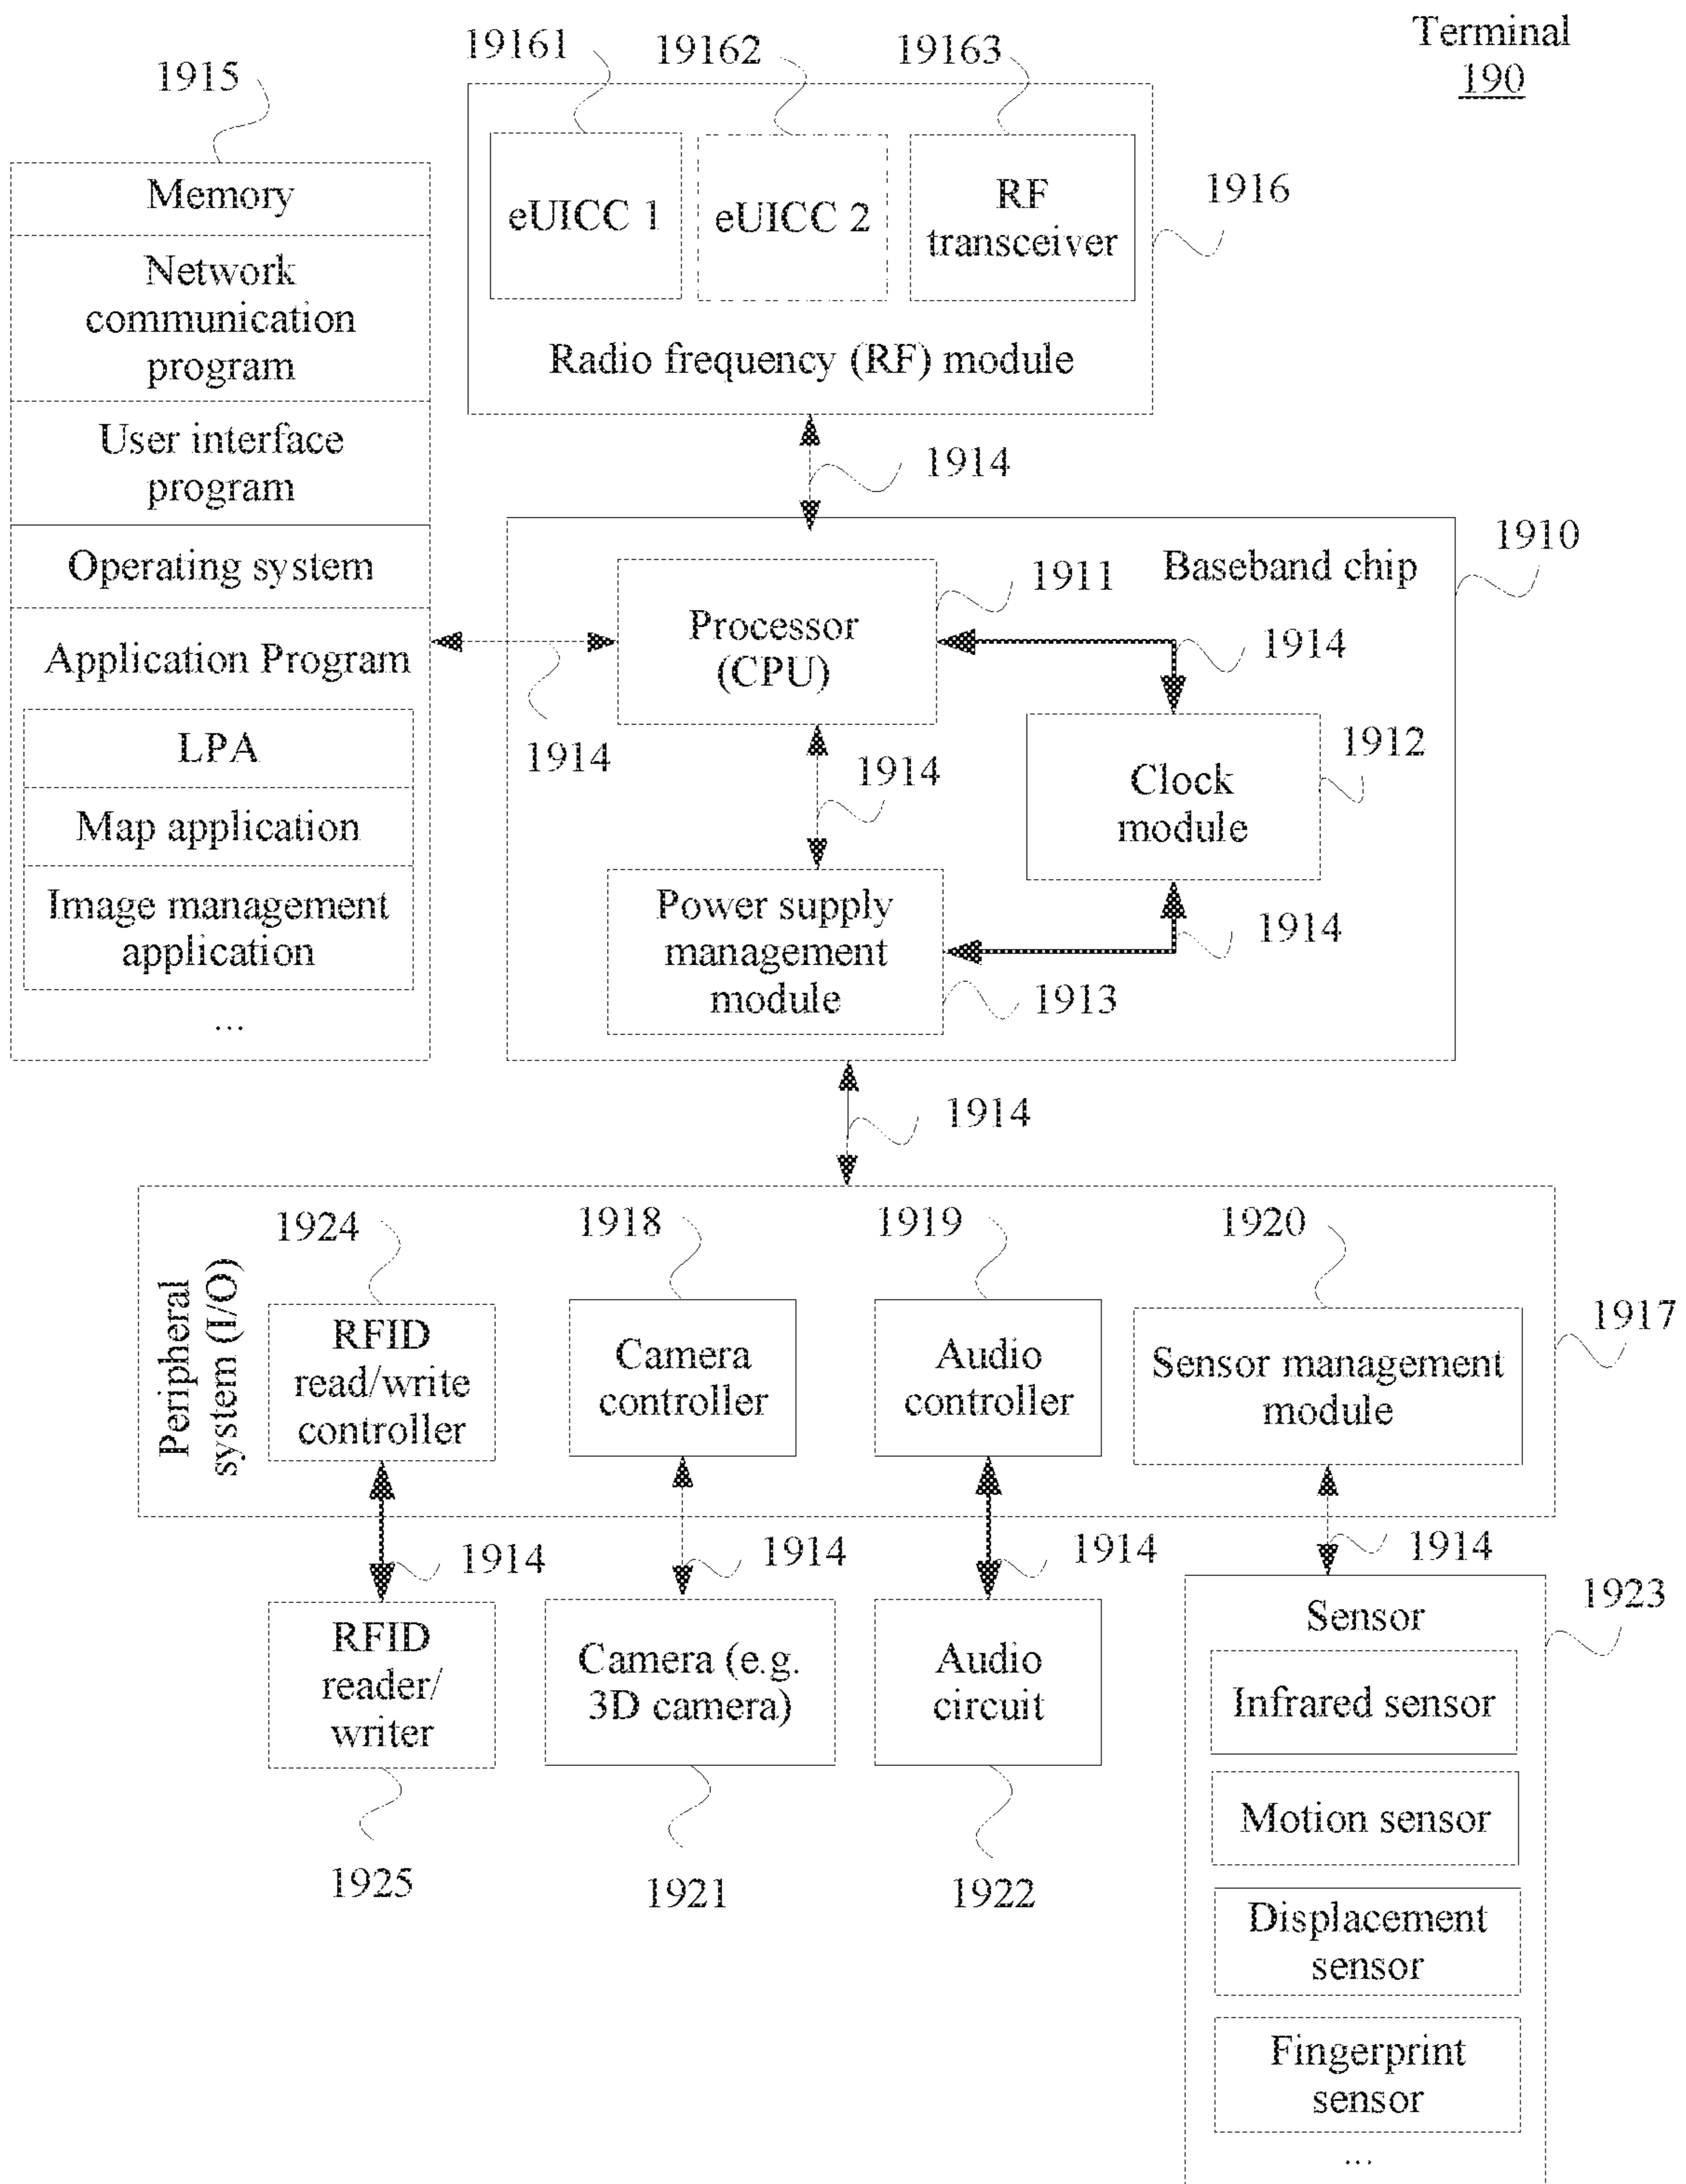 Terminal
190
19161
19162
19163
1915
eUICC 1
eUICC 2
RF
transceiver
1916
Radio frequency (RF) module
Memory
Network
communication
program
User interface
program
Operating system
Application Program
LPA
Map application
Image management
application
...
1914
1914
1910
Baseband chip
1911
Processor
(CPU)
1914
1914
1912
Clock
module
Power supply
management
module
1914
1913
1914
Peripheral
system (I/O)
1924
1918
1919
1920
1917
RFID
read/write
controller
Camera
controller
Audio
controller
Sensor management
module
1914
1914
1914
1914
1923
RFID
reader/
writer
Camera (e.g.
3D camera)
Audio
circuit
1925
1921
1922
Sensor
Infrared sensor
Motion sensor
Displacement
sensor
Fingerprint
sensor
...